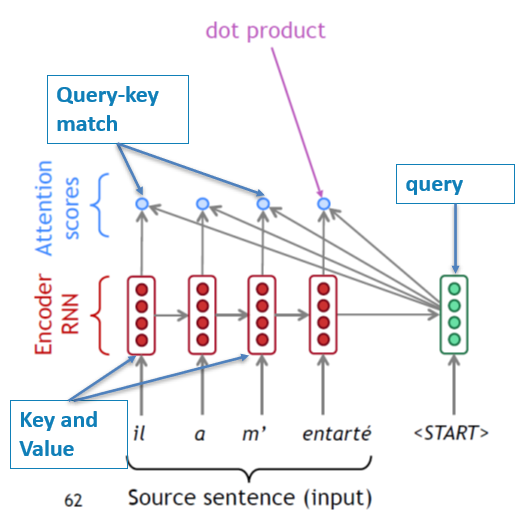 dot product
Query-key
match
query
Attention
scores
Encoder
RNN
Key and
Value
il a m’ entarté <START>
62 Source sentence (input)